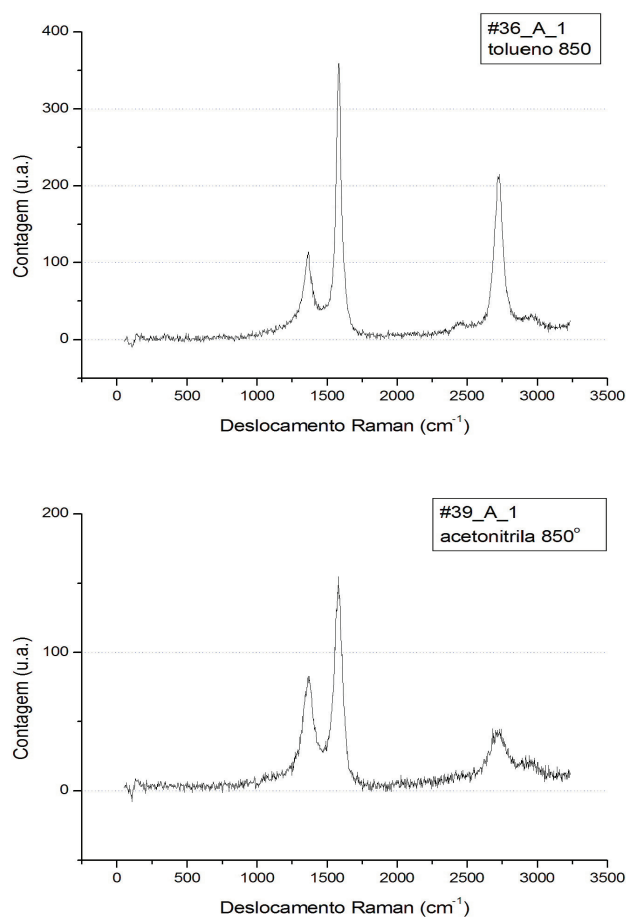 #36_A_1
tolueno 850
Contagem (u.a.)
400
300
200
100
0
0 500 1000 1500 2000 2500 3000 3500
Deslocamento Raman (cm⁻¹)
#39_A_1
acetonitrila 850°
Contagem (u.a.)
200
100
0
0 500 1000 1500 2000 2500 3000 3500
Deslocamento Raman (cm⁻¹)